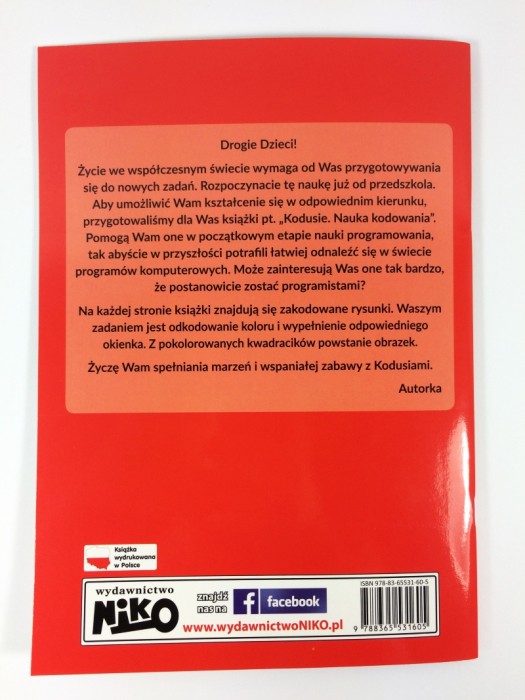 Drogie Dzieci!
Życie we współczesnym świecie wymaga od Was przygotowywania
się do nowych zadań. Rozpoczynacie tę naukę już od przedszkola.
Aby umożliwić Wam kształcenie się w odpowiednim kierunku,
przygotowaliśmy dla Was książki pt. „Kodusie. Nauka kodowania”.
Pomogą Wam one w początkowym etapie nauki programowania,
tak abyście w przyszłości potrafili łatwiej odnaleźć się w świecie
programów komputerowych. Może zainteresują Was one tak bardzo,
że postanowicie zostać programistami?
Na każdej stronie książki znajdują się zakodowane rysunki. Waszym
zadaniem jest odkodowanie koloru i wypełnienie odpowiedniego
okienka. Z pokolorowanych kwadracików powstanie obrazek.
Życzę Wam spełniania marzeń i wspaniałej zabawy z Kodusiami.
Autorka
Książka
wydrukowana
w Polsce
wydawnictwo
NIKO
znajdź
nas na
f facebook
www.wydawnictwoNIKO.pl
ISBN 978-83-65531-60-5
9 788365 531605